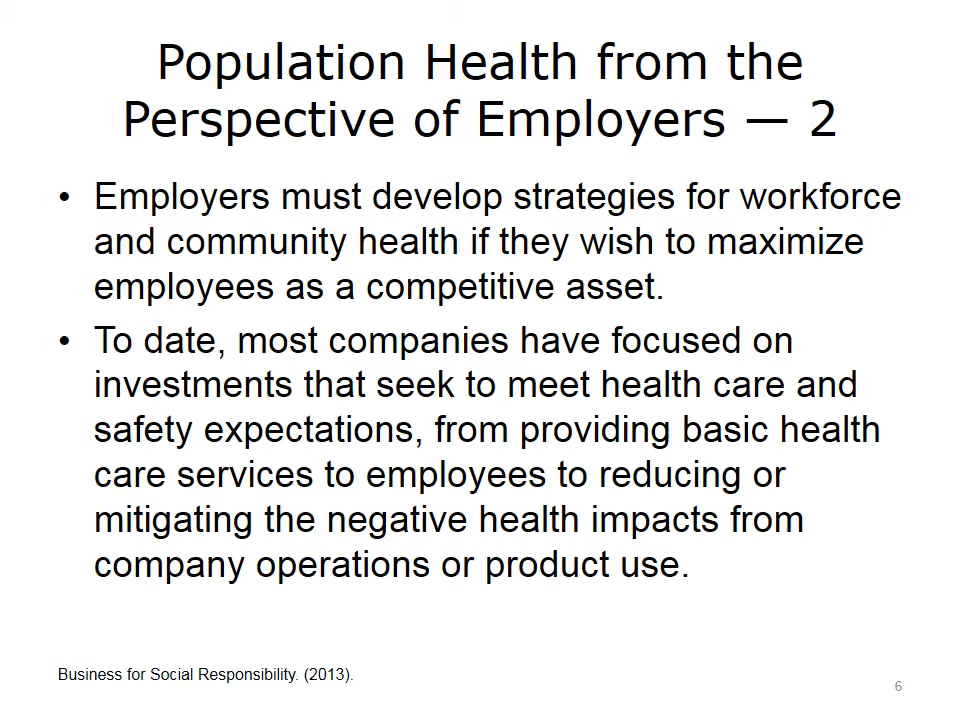 Population Health from the
Perspective of Employers — 2
• Employers must develop strategies for workforce
and community health if they wish to maximize
employees as a competitive asset.
• To date, most companies have focused on
investments that seek to meet health care and
safety expectations, from providing basic health
care services to employees to reducing or
mitigating the negative health impacts from
company operations or product use.
Business for Social Responsibility. (2013).
6